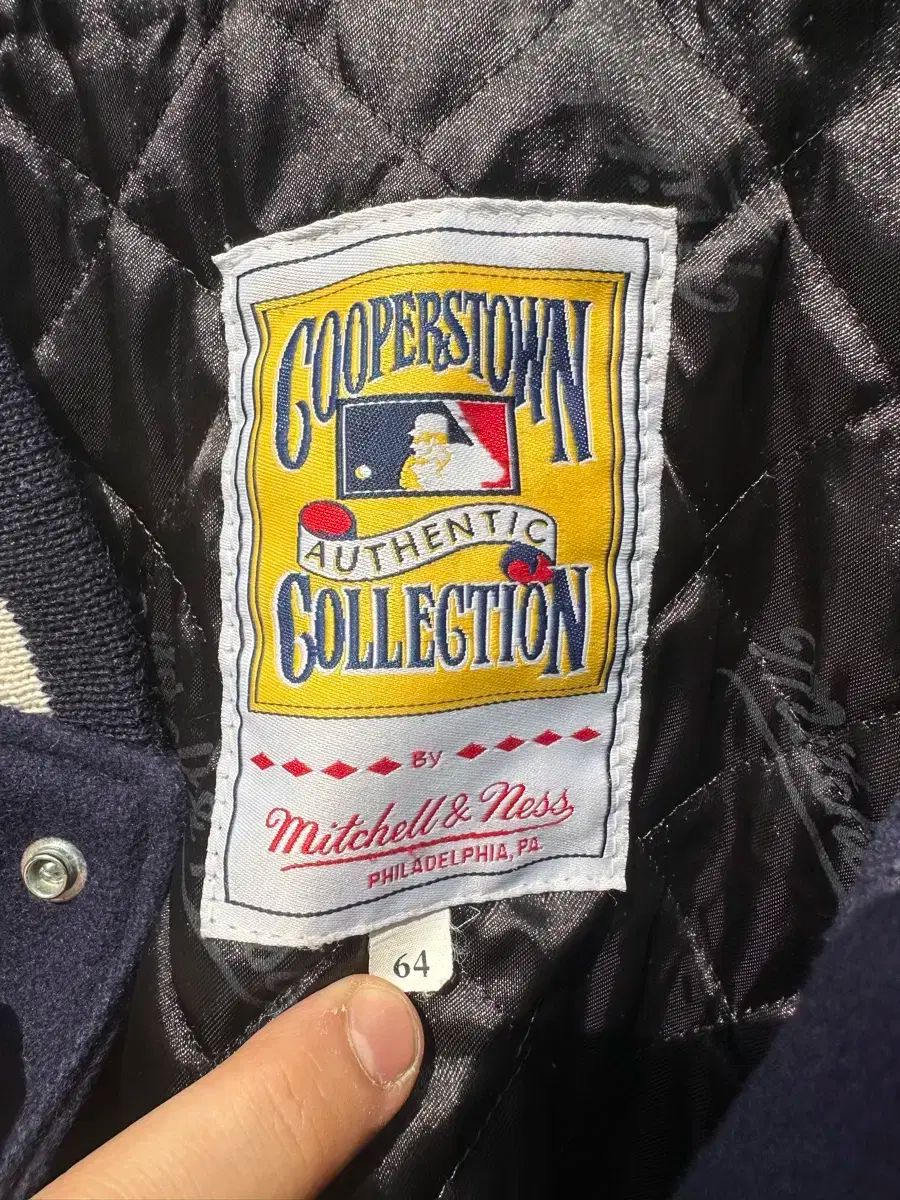 COOPERSTOWN
AUTHENTIC
COLLECTION
BY
Mitchell & Ness
PHILADELPHIA, PA
64